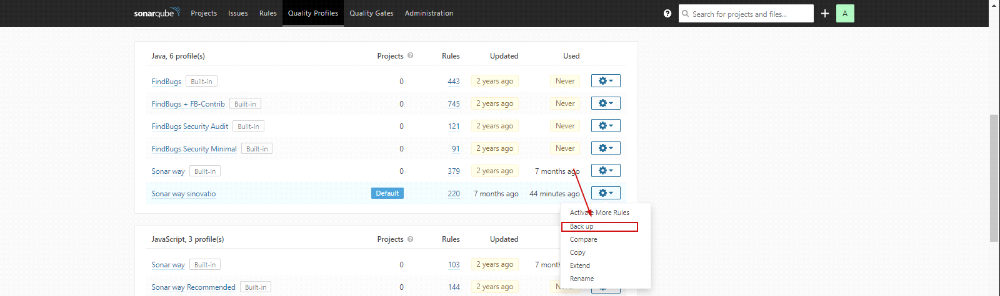 sonarqube Projects Issues Rules Quality Profiles Quality Gates Administration ? Search for projects and files... + A
Java, 6 profile(s) Projects ? Rules Updated Used
FindBugs Built-in 0 443 2 years ago Never
FindBugs + FB-Contrib Built-in 0 745 2 years ago Never
FindBugs Security Audit Built-in 0 121 2 years ago Never
FindBugs Security Minimal Built-in 0 91 2 years ago Never
Sonar way Built-in 0 379 2 years ago 7 months ago
Sonar way sinovatio Default 220 7 months ago 44 minutes ago
Activate More Rules
Back up
Compare
Copy
Extend
Rename
JavaScript, 3 profile(s) Projects ? Rules Updated
Sonar way Built-in 0 103 2 years ago 7 month
Sonar way Recommended Built-in 0 144 2 years ago